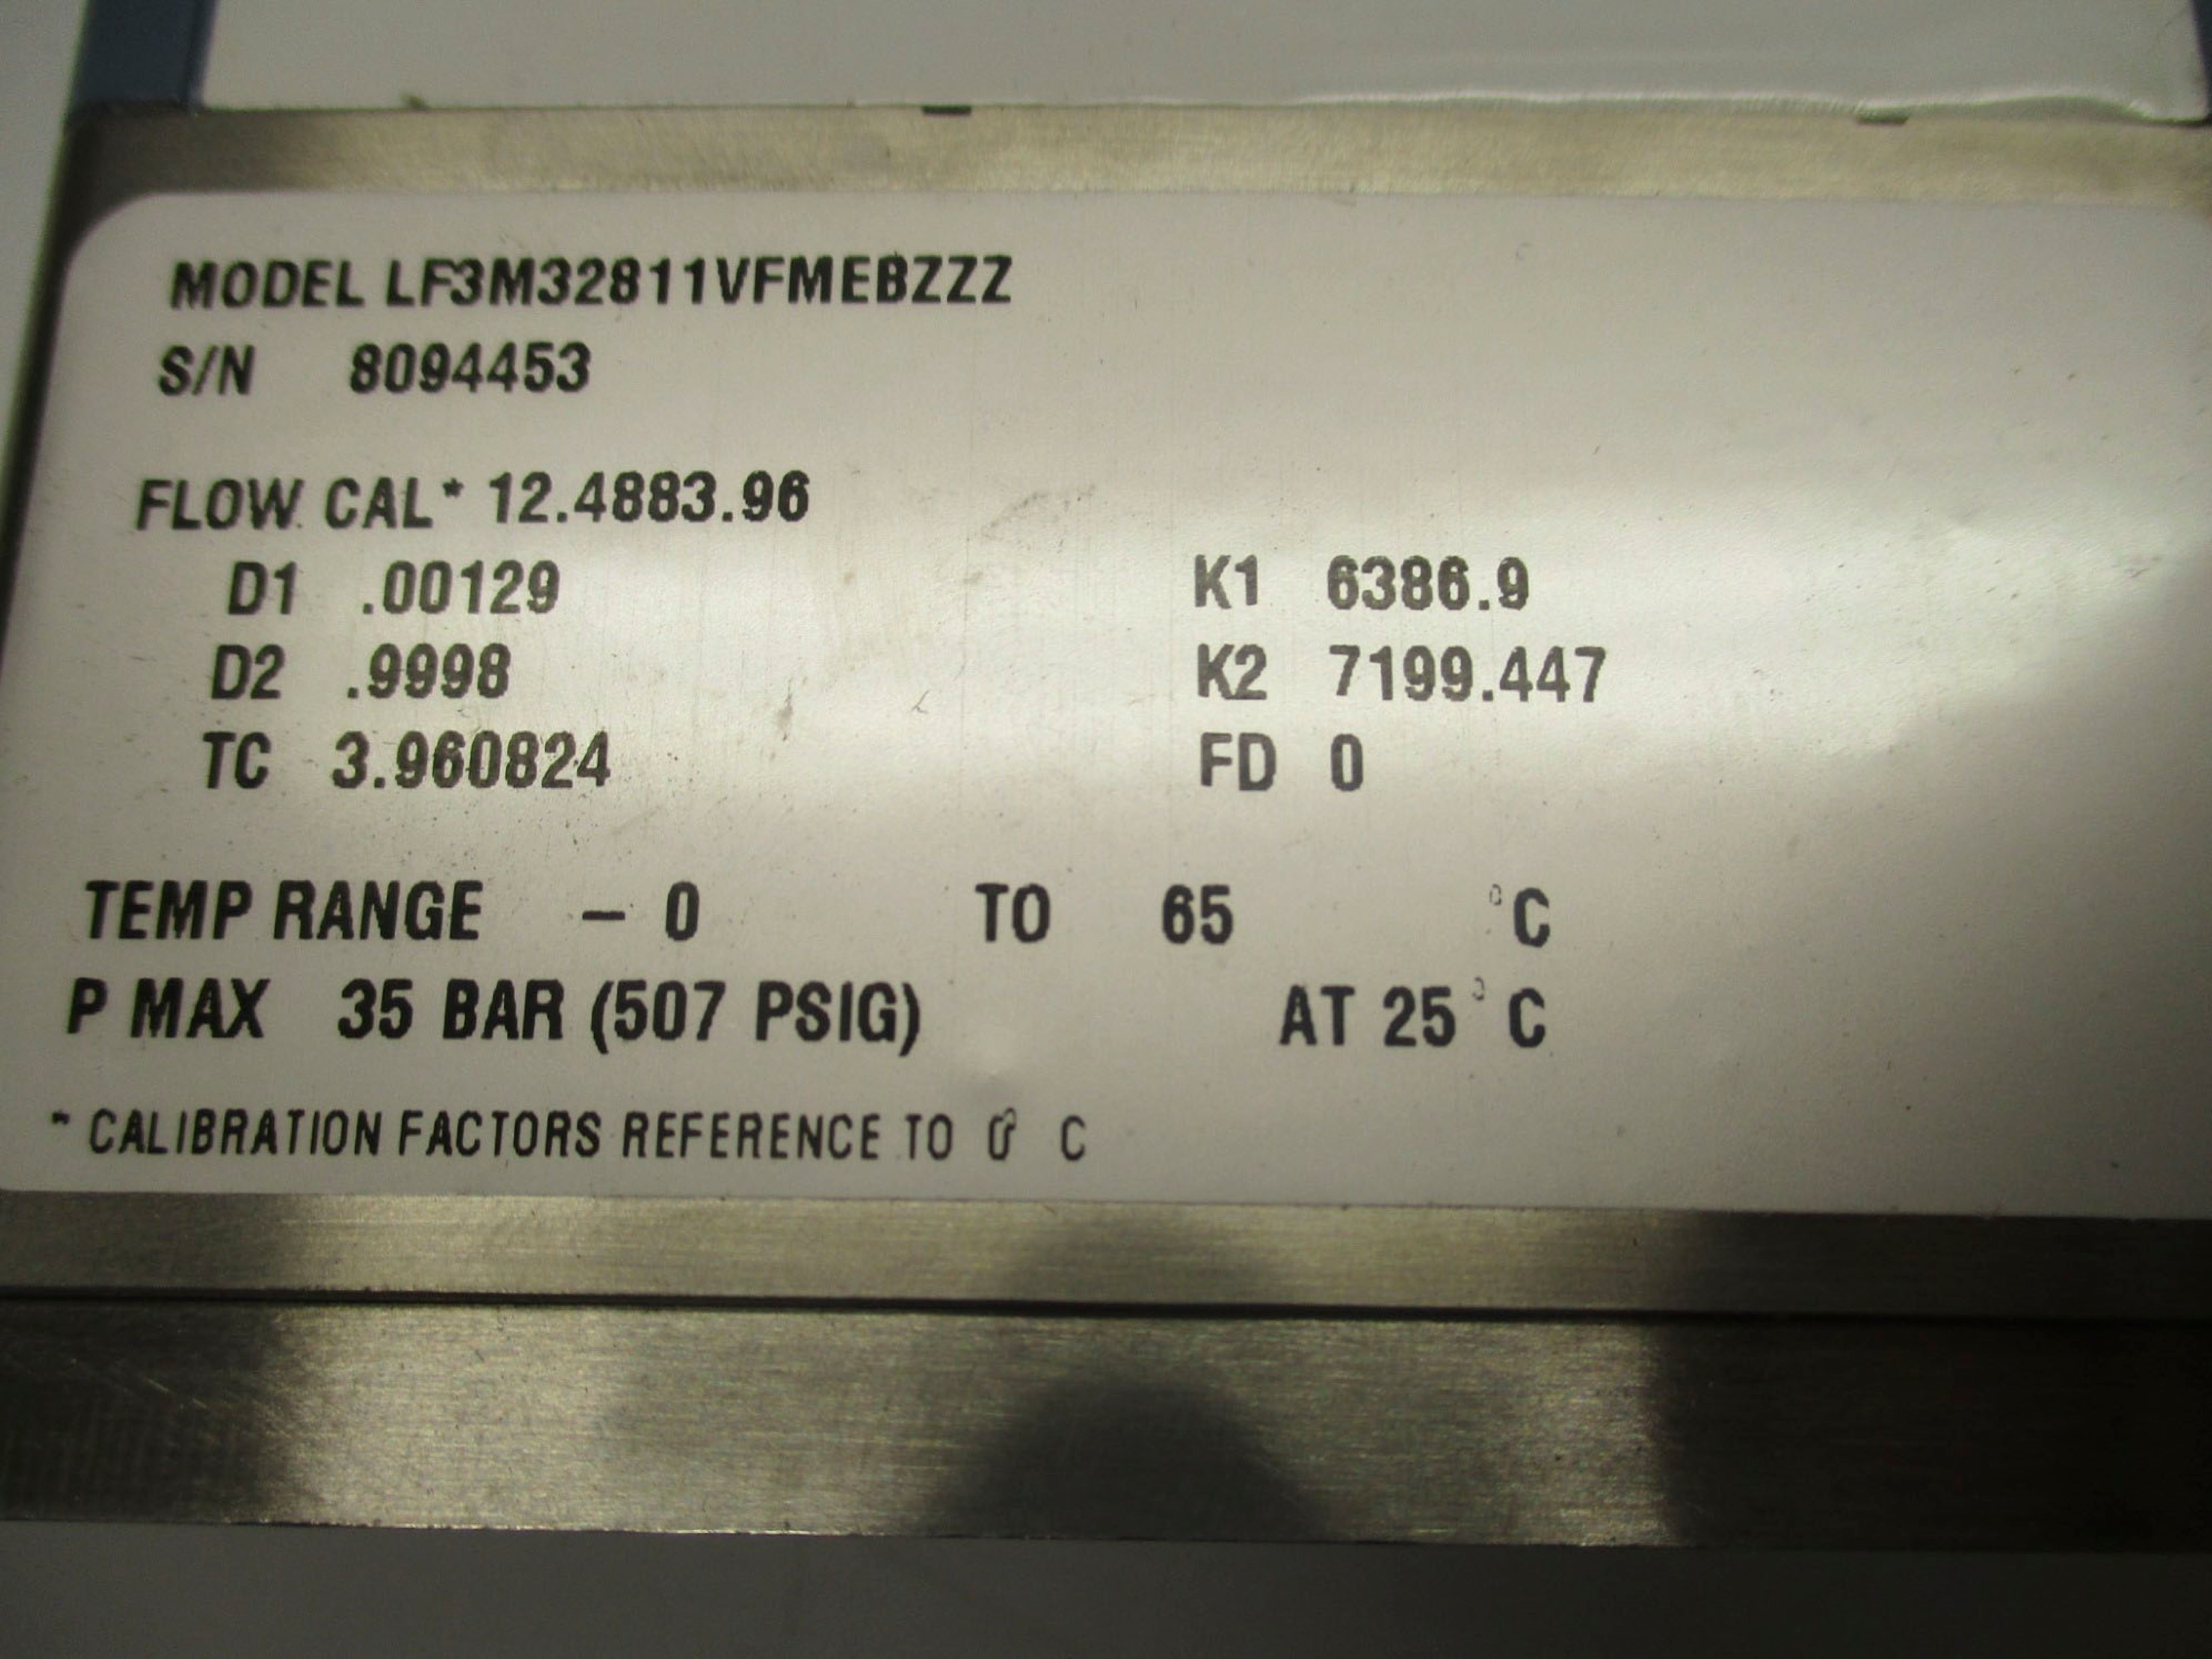 MODEL LF3M32811VFMEBZZZ
S/N 8094453
FLOW CAL* 12.4883.96
D1 .00129 K1 6386.9
D2 .9998 K2 7199.447
TC 3.960824 FD 0
TEMP RANGE – 0 TO 65 °C
P MAX 35 BAR (507 PSIG) AT 25° C
* CALIBRATION FACTORS REFERENCE TO 0° C